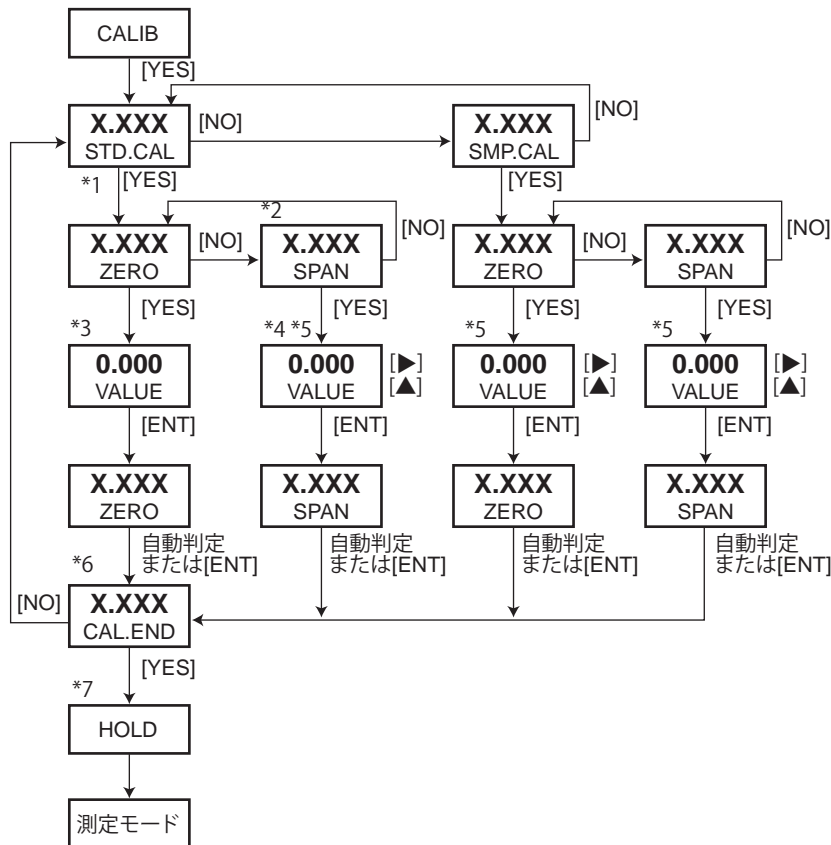 CALIB
[YES]
X.XXX
STD.CAL
[NO]
X.XXX
SMP.CAL
[NO]
*1
[YES]
[YES]
*2
X.XXX
ZERO
[NO]
X.XXX
SPAN
[NO]
X.XXX
ZERO
[NO]
X.XXX
SPAN
[NO]
*3
[YES]
*4 *5
[YES]
*5
[YES]
*5
[YES]
0.000
VALUE
0.000
VALUE
[▶]
[▲]
0.000
VALUE
[▶]
[▲]
0.000
VALUE
[▶]
[▲]
[ENT]
[ENT]
[ENT]
[ENT]
X.XXX
ZERO
X.XXX
SPAN
X.XXX
ZERO
X.XXX
SPAN
*6
自動判定
または[ENT]
自動判定
または[ENT]
自動判定
または[ENT]
自動判定
または[ENT]
[NO]
X.XXX
CAL.END
*7
[YES]
HOLD
測定モード